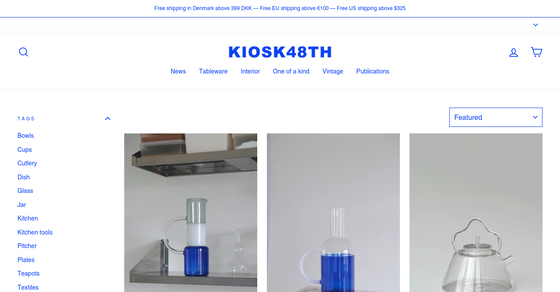 Free shipping in Denmark above 399 DKK — Free EU shipping above €100 — Free US shipping above $325
KIOSK48TH
News Tableware Interior One of a kind Vintage Publications
TAGS
Featured
Bowls
Cups
Cutlery
Dish
Glass
Jar
Kitchen
Kitchen tools
Pitcher
Plates
Teapots
Textiles